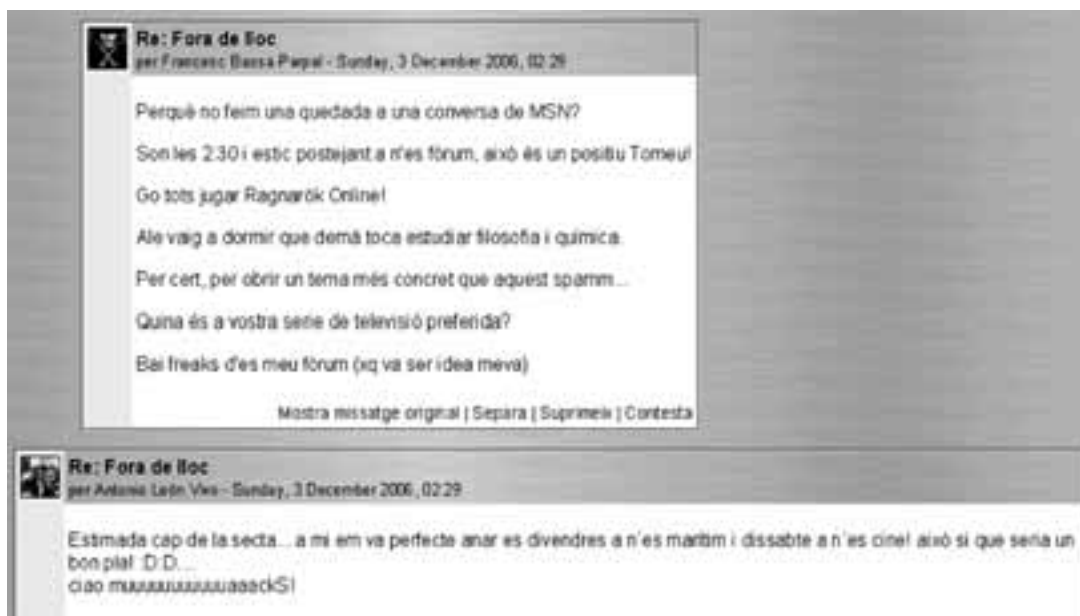 Re: Fora de lloc
per Francesc Bassa - Sunday, 3 December 2006, 02:29
Perquè no feim una quedada a una conversa de MSN?
Son les 2.30 i estic postejant a n'es fòrum, això és un positiu Tomeu!
Go tots jugar Ragnarök Online!
Ale vaig a dormir que demà toca estudiar filosofia i química.
Per cert, per obrir un tema més concret que aquest spamm...
Quina és a vostra serie de televisió preferida?
Bai freaks d'es meu fòrum (xq va ser idea meva)
Mostra missatge original | Separa | Suprimeix | Contesta
Re: Fora de lloc
per Antonio León - Sunday, 3 December 2006, 02:29
Estimada cap de la secta... a mi em va perfecte anar es divendres a n'es maritim i dissabte a n'es cine! això si que seria un
bon pla! :D:D...
ciao